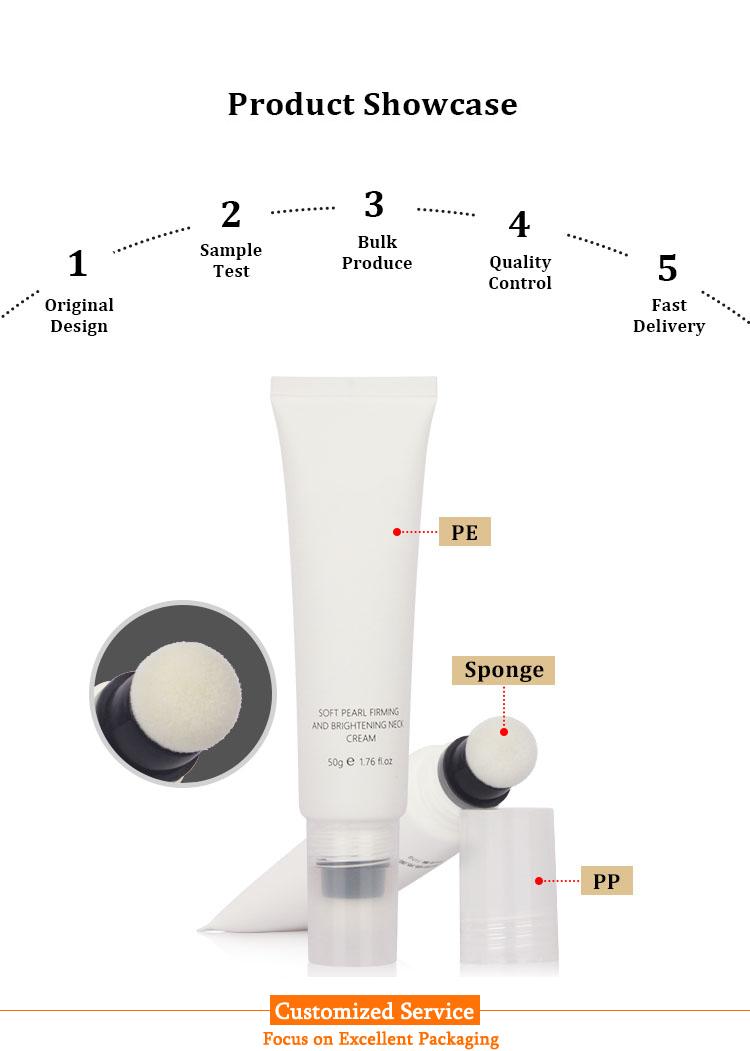 Product Showcase
1
Original
Design
2
Sample
Test
3
Bulk
Produce
4
Quality
Control
5
Fast
Delivery
PE
Sponge
SOFT PEARL FIRMING
AND BRIGHTENING NECK
CREAM
50g ℮ 1.76 fl.oz
PP
Customized Service
Focus on Excellent Packaging